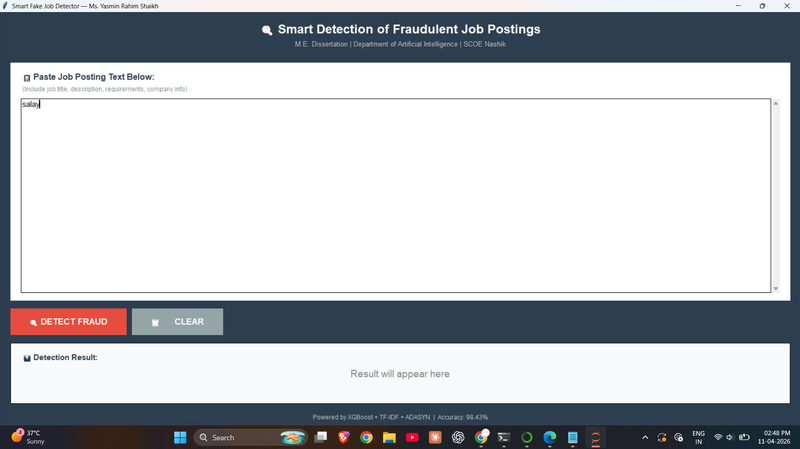 Smart Fake Job Detector — Ms. Yasmin Rahim Shaikh
Smart Detection of Fraudulent Job Postings
M.E. Dissertation | Department of Artificial Intelligence | SCOE Nashik
Paste Job Posting Text Below:
(Include job title, description, requirements, company info)
salay
DETECT FRAUD
CLEAR
Detection Result:
Result will appear here
Powered by XGBoost + TF-IDF + ADASYN | Accuracy: 98.43%
4
37°C
Sunny
Search
ENG
IN
02:48 PM
11-04-2026